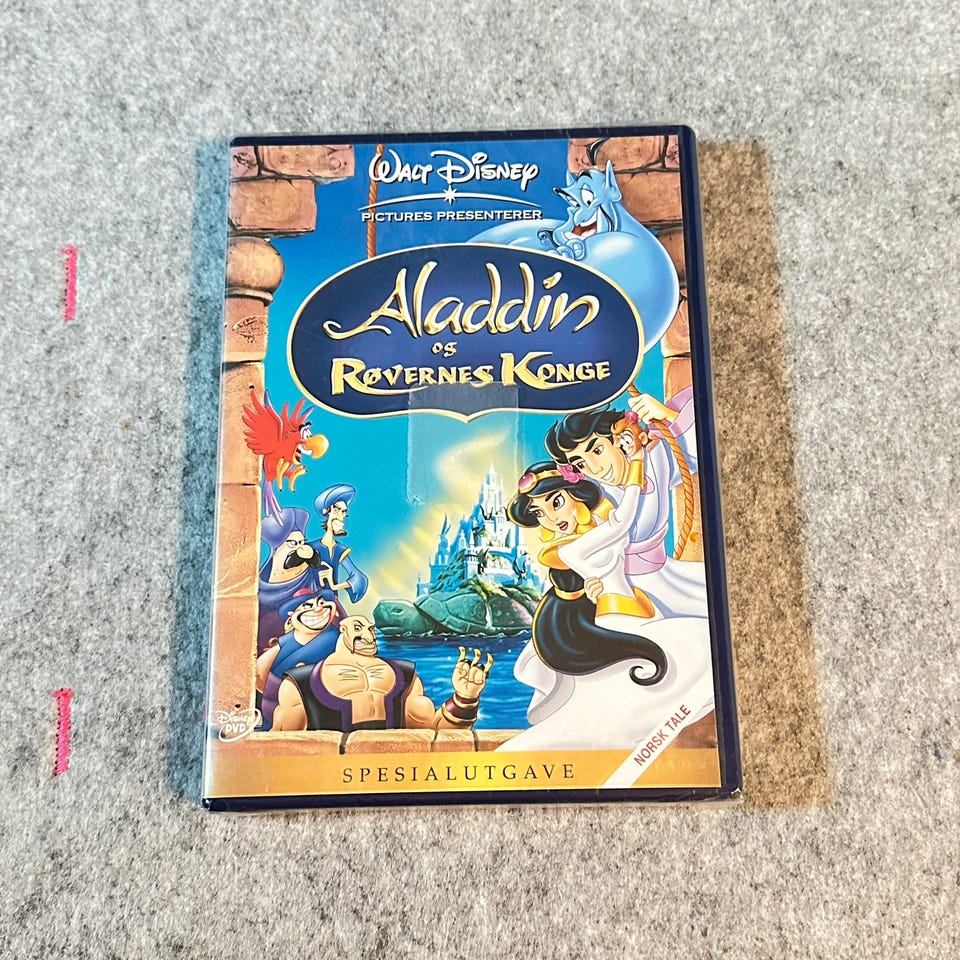 WALT DISNEY
PICTURES PRESENTERER
Aladdin
og
RØVERNES KONGE
DISNEY
DVD
NORSK TALE
SPESIALUTGAVE